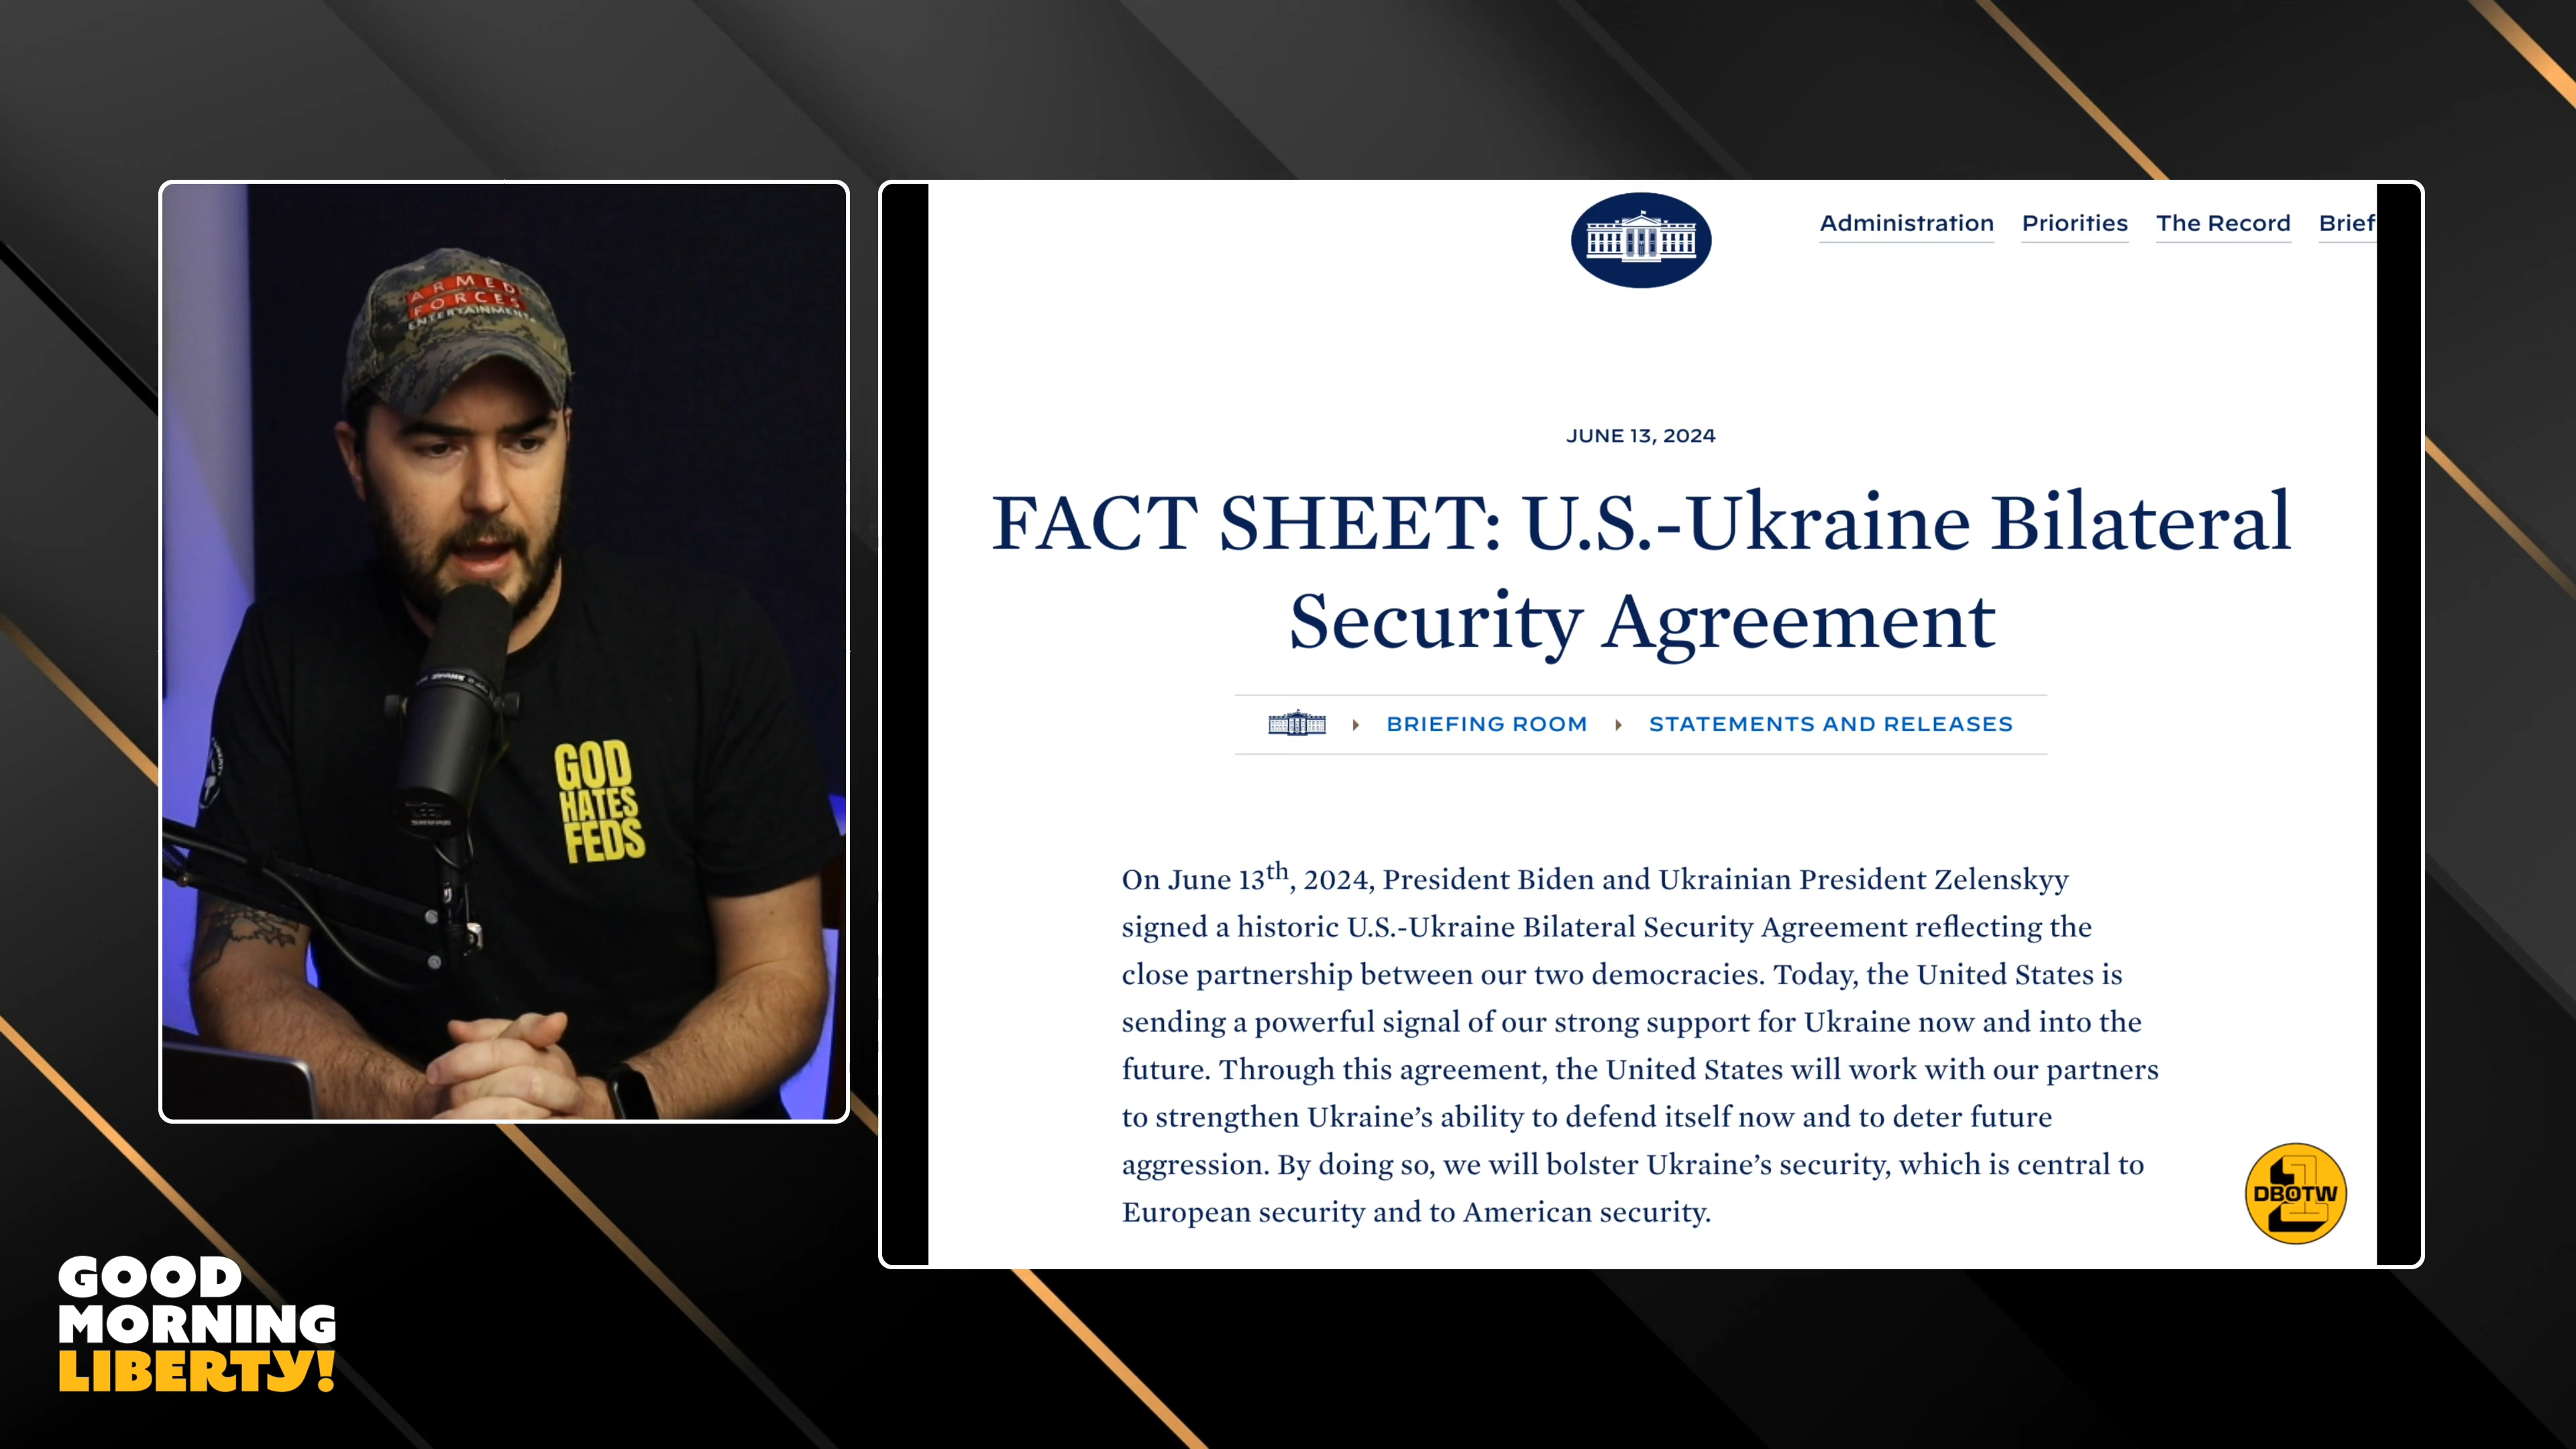 ARMED
FORCES
ENTERTAINMENT
GOD
HATES
FEDS
Administration Priorities The Record Brief
JUNE 13, 2024
FACT SHEET: U.S.-Ukraine Bilateral
Security Agreement
BRIEFING ROOM STATEMENTS AND RELEASES
On June 13th, 2024, President Biden and Ukrainian President Zelenskyy
signed a historic U.S.-Ukraine Bilateral Security Agreement reflecting the
close partnership between our two democracies. Today, the United States is
sending a powerful signal of our strong support for Ukraine now and into the
future. Through this agreement, the United States will work with our partners
to strengthen Ukraine’s ability to defend itself now and to deter future
aggression. By doing so, we will bolster Ukraine’s security, which is central to
European security and to American security.
DBOTW
GOOD
MORNING
LIBERTY!